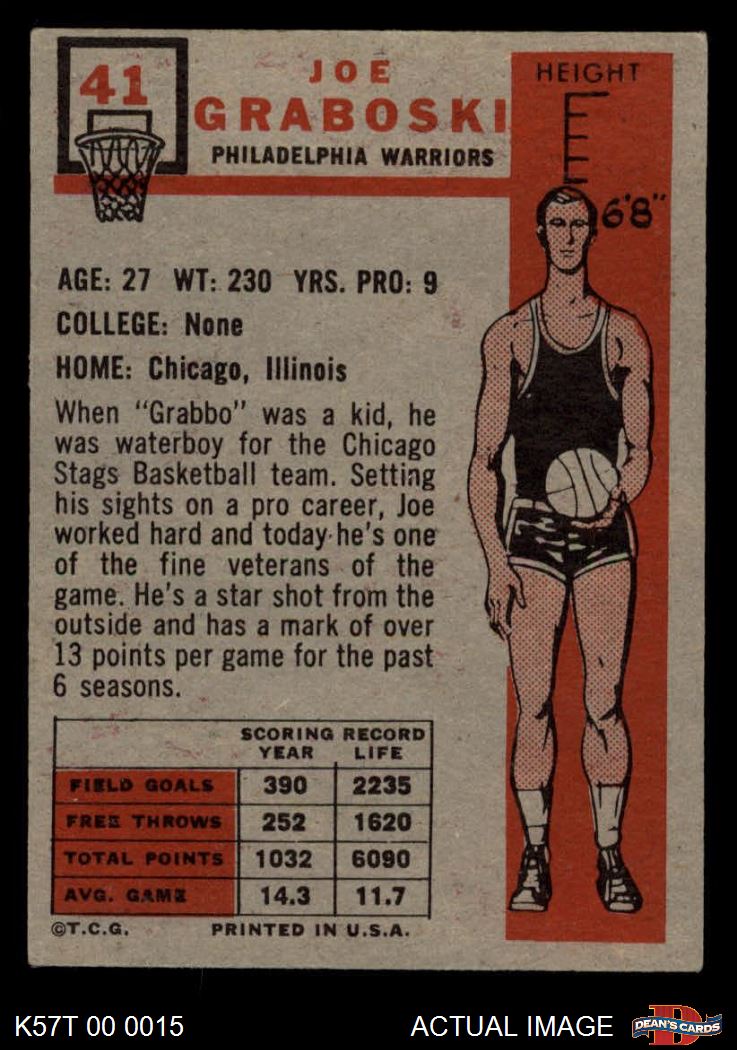 41
JOE
GRABOSKI
PHILADELPHIA WARRIORS
HEIGHT
6'8"
AGE: 27 WT: 230 YRS. PRO: 9
COLLEGE: None
HOME: Chicago, Illinois
When "Grabbo" was a kid, he
was waterboy for the Chicago
Stags Basketball team. Setting
his sights on a pro career, Joe
worked hard and today he's one
of the fine veterans of the
game. He's a star shot from the
outside and has a mark of over
13 points per game for the past
6 seasons.
SCORING RECORD
YEAR LIFE
FIELD GOALS 390 2235
FREE THROWS 252 1620
TOTAL POINTS 1032 6090
AVG. GAME 14.3 11.7
©T.C.G. PRINTED IN U.S.A.
K57T 00 0015 ACTUAL IMAGE
D
DEAN'S CARDS